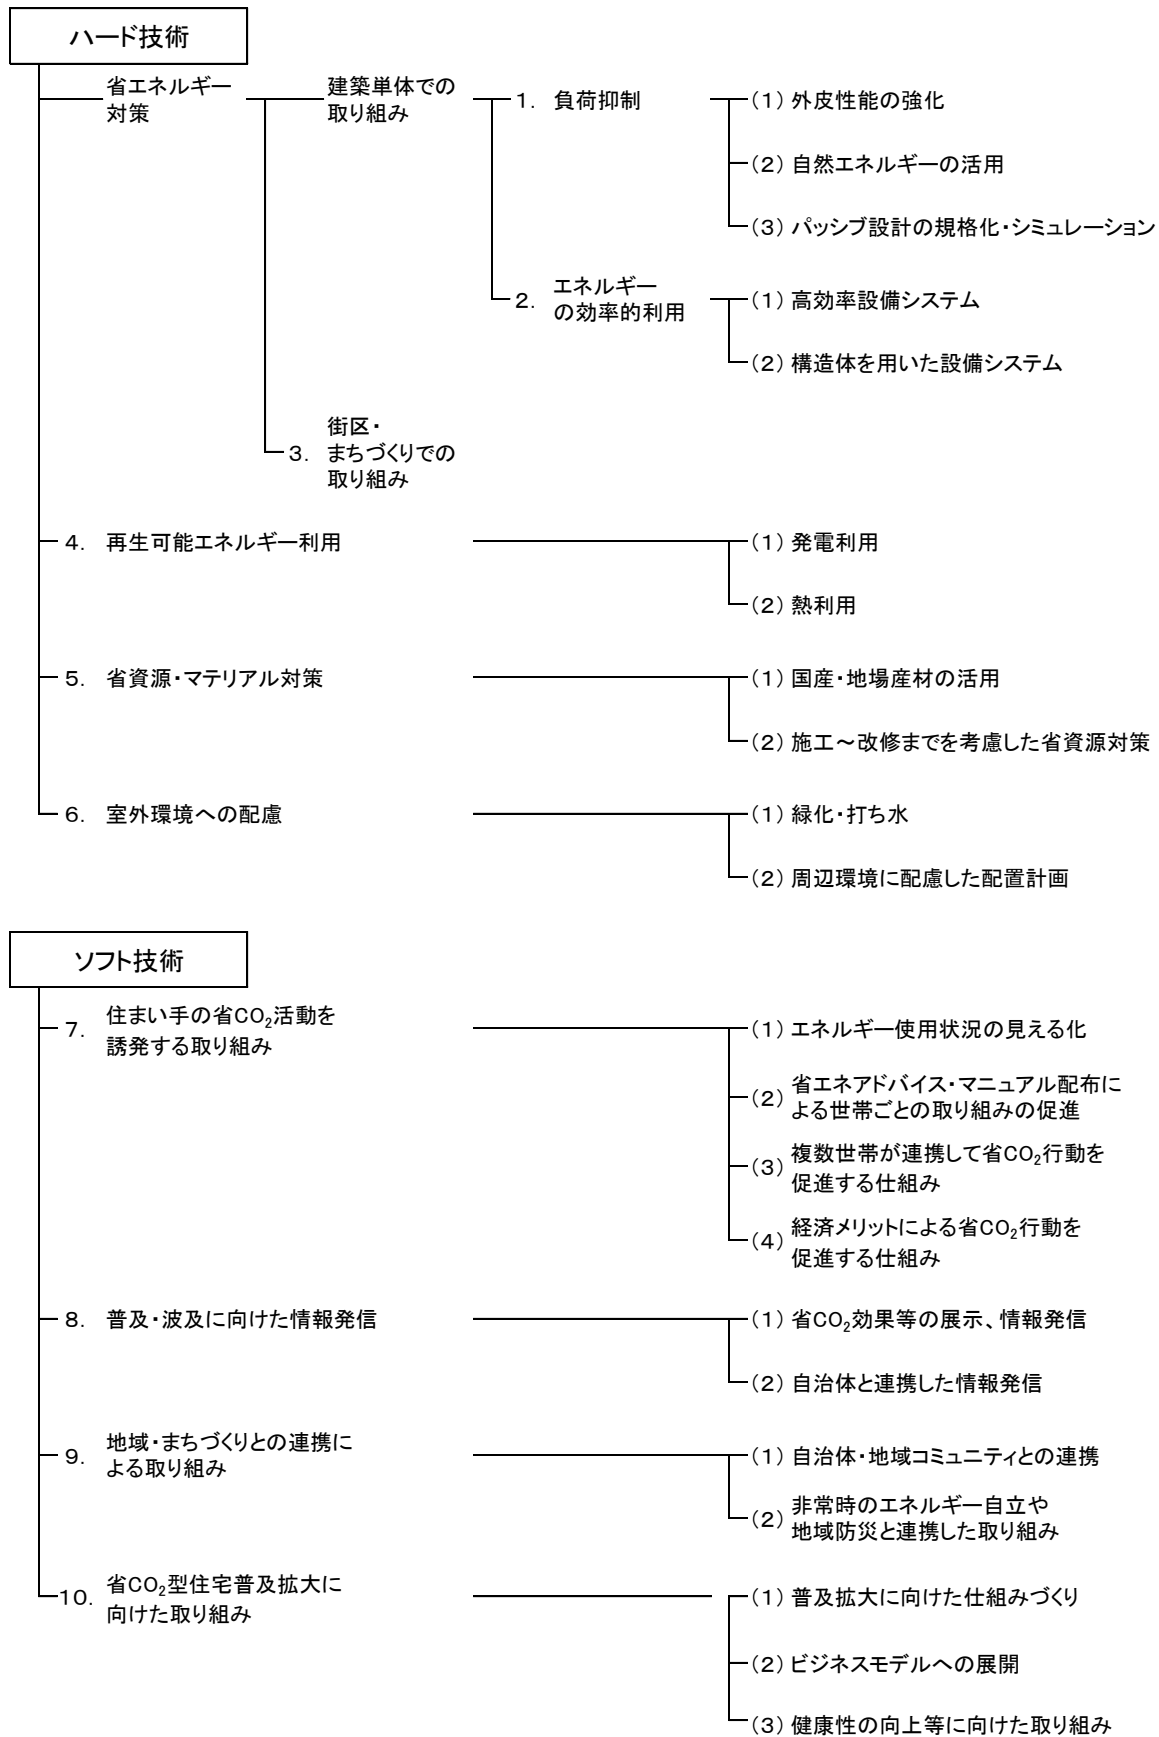 ハード技術
省エネルギー
対策
建築単体での
取り組み
1. 負荷抑制
（1）外皮性能の強化
（2）自然エネルギーの活用
（3）パッシブ設計の規格化・シミュレーション
2. エネルギー
の効率的利用
（1）高効率設備システム
（2）構造体を用いた設備システム
3. 街区・
まちづくりでの
取り組み
4. 再生可能エネルギー利用
（1）発電利用
（2）熱利用
5. 省資源・マテリアル対策
（1）国産・地場産材の活用
（2）施工～改修までを考慮した省資源対策
6. 室外環境への配慮
（1）緑化・打ち水
（2）周辺環境に配慮した配置計画
ソフト技術
7. 住まい手の省CO₂活動を
誘発する取り組み
（1）エネルギー使用状況の見える化
（2）省エネアドバイス・マニュアル配布に
よる世帯ごとの取り組みの促進
（3）複数世帯が連携して省CO₂行動を
促進する仕組み
（4）経済メリットによる省CO₂行動を
促進する仕組み
8. 普及・波及に向けた情報発信
（1）省CO₂効果等の展示、情報発信
（2）自治体と連携した情報発信
9. 地域・まちづくりとの連携に
よる取り組み
（1）自治体・地域コミュニティとの連携
（2）非常時のエネルギー自立や
地域防災と連携した取り組み
10. 省CO₂型住宅普及拡大に
向けた取り組み
（1）普及拡大に向けた仕組みづくり
（2）ビジネスモデルへの展開
（3）健康性の向上等に向けた取り組み